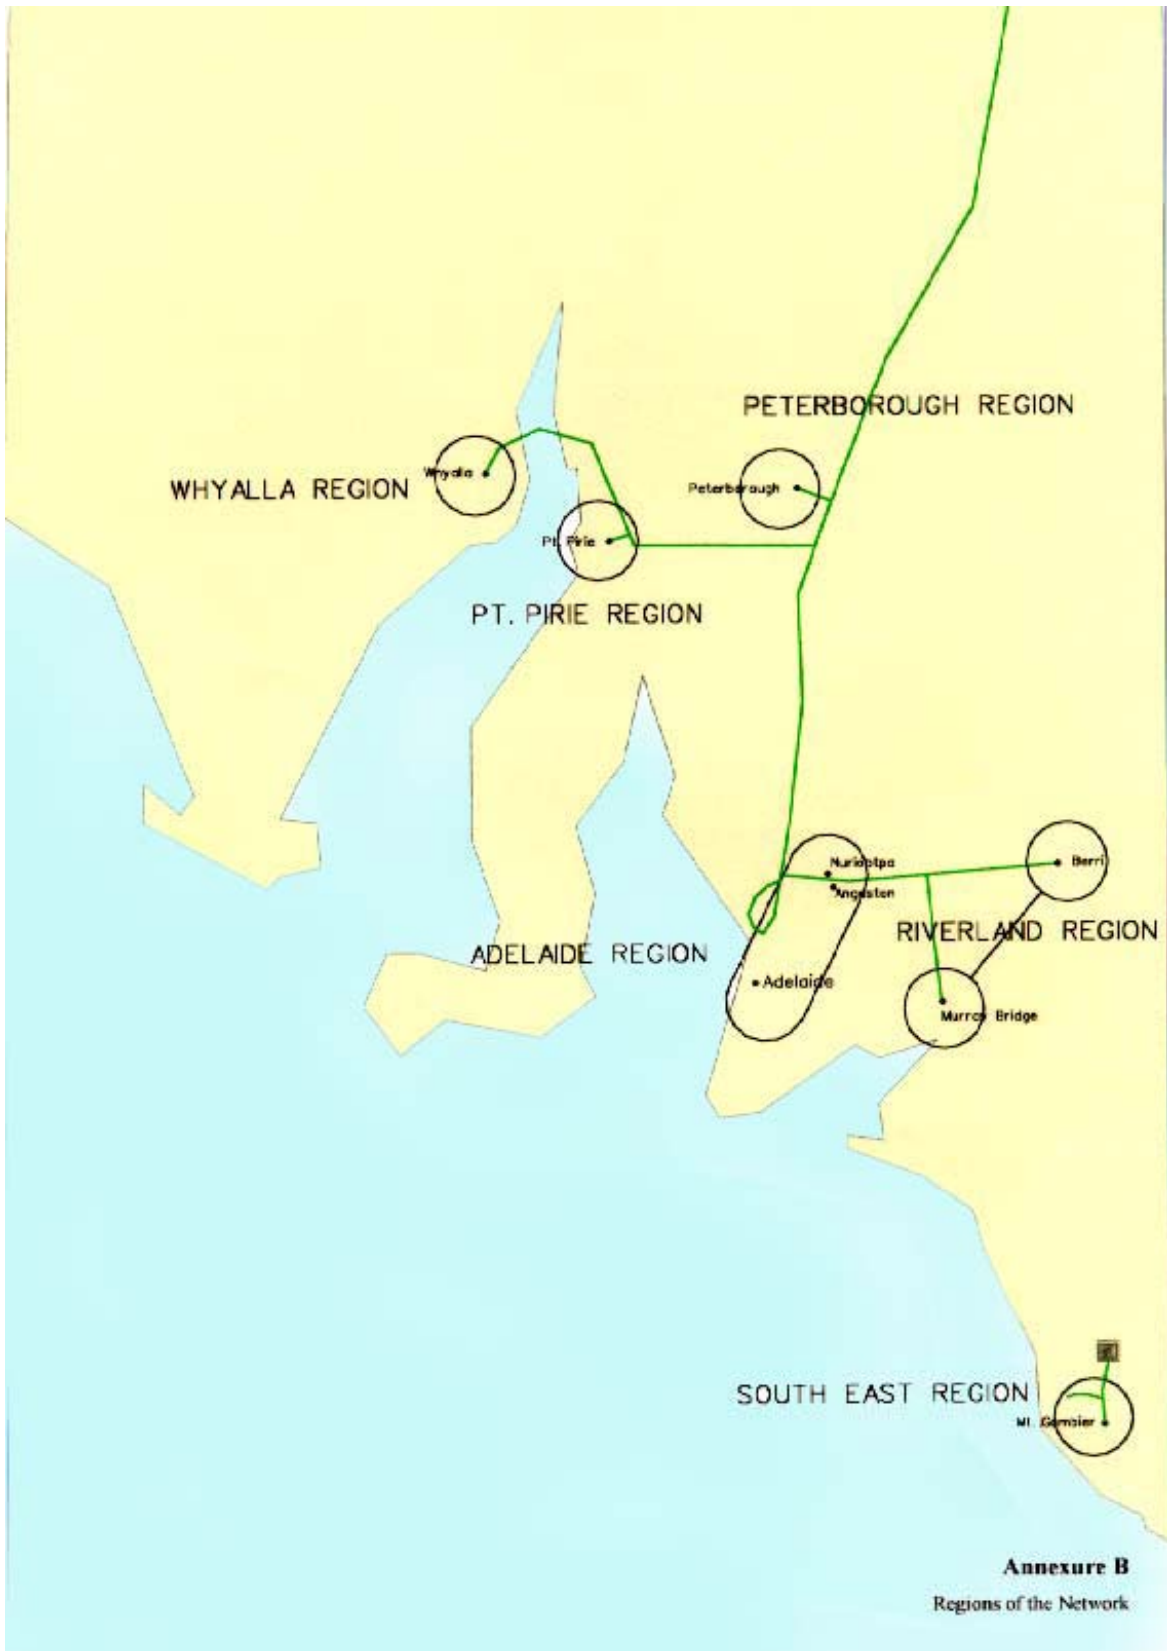 PETERBOROUGH REGION
Whyalla
WHYALLA REGION
Peterborough
Pt. Pirie
PT. PIRIE REGION
Nuriootpa
Berri
Angaston
RIVERLAND REGION
ADELAIDE REGION
Adelaide
Murray Bridge
SOUTH EAST REGION
Mt. Gambier
Annexure B
Regions of the Network